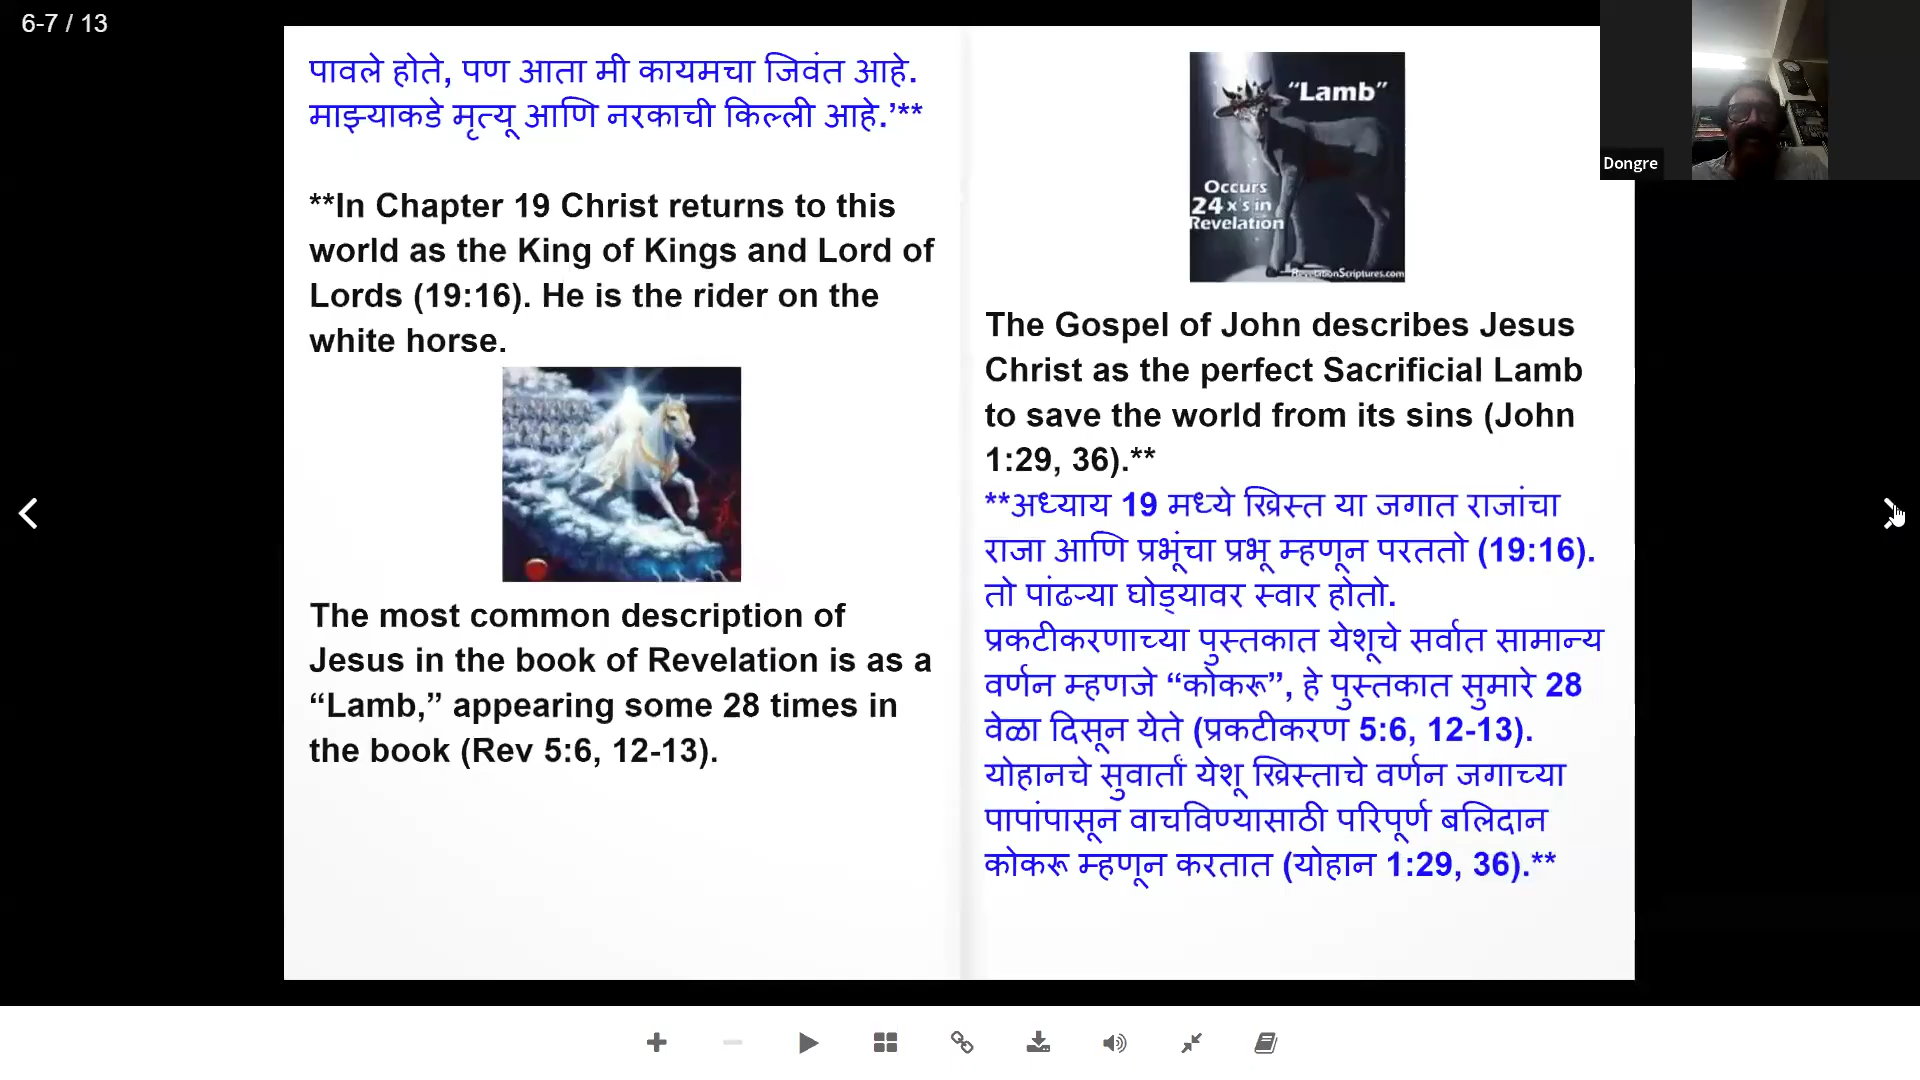 6-7 / 13
पावले होते, पण आता मी कायमचा जिवंत आहे.
माझ्याकडे मृत्यू आणि नरकाची किल्ली आहे.’**
**In Chapter 19 Christ returns to this
world as the King of Kings and Lord of
Lords (19:16). He is the rider on the
white horse.
The most common description of
Jesus in the book of Revelation is as a
“Lamb,” appearing some 28 times in
the book (Rev 5:6, 12-13).
“Lamb”
Occurs
24 x's in
Revelation
RevelationScriptures.com
The Gospel of John describes Jesus
Christ as the perfect Sacrificial Lamb
to save the world from its sins (John
1:29, 36).**
**अध्याय 19 मध्ये ख्रिस्त या जगात राजांचा
राजा आणि प्रभूंचा प्रभू म्हणून परततो (19:16).
तो पांढऱ्या घोड्यावर स्वार होतो.
प्रकटीकरणाच्या पुस्तकात येशूचे सर्वात सामान्य
वर्णन म्हणजे “कोकरू”, हे पुस्तकात सुमारे 28
वेळा दिसून येते (प्रकटीकरण 5:6, 12-13).
योहानचे सुवार्तां येशू ख्रिस्ताचे वर्णन जगाच्या
पापांपासून वाचविण्यासाठी परिपूर्ण बलिदान
कोकरू म्हणून करतात (योहान 1:29, 36).**
Dongre